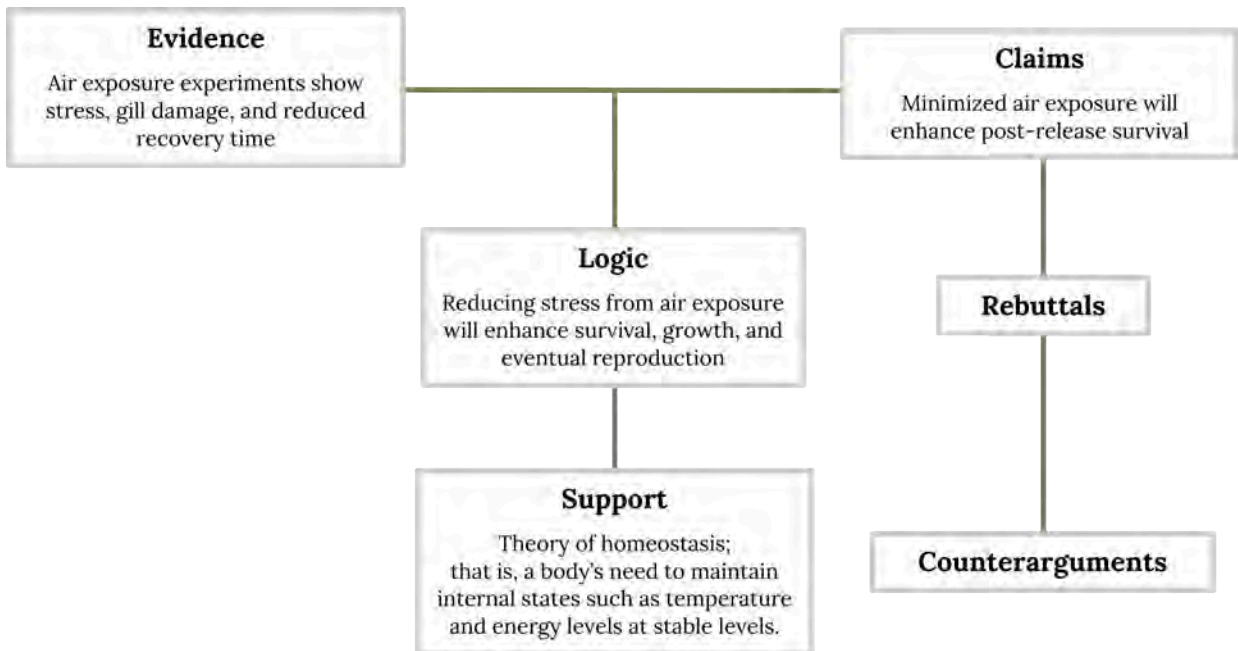 Evidence
Air exposure experiments show
stress, gill damage, and reduced
recovery time
Claims
Minimized air exposure will
enhance post-release survival
Logic
Reducing stress from air exposure
will enhance survival, growth, and
eventual reproduction
Rebuttals
Support
Theory of homeostasis;
that is, a body's need to maintain
internal states such as temperature
and energy levels at stable levels.
Counterarguments